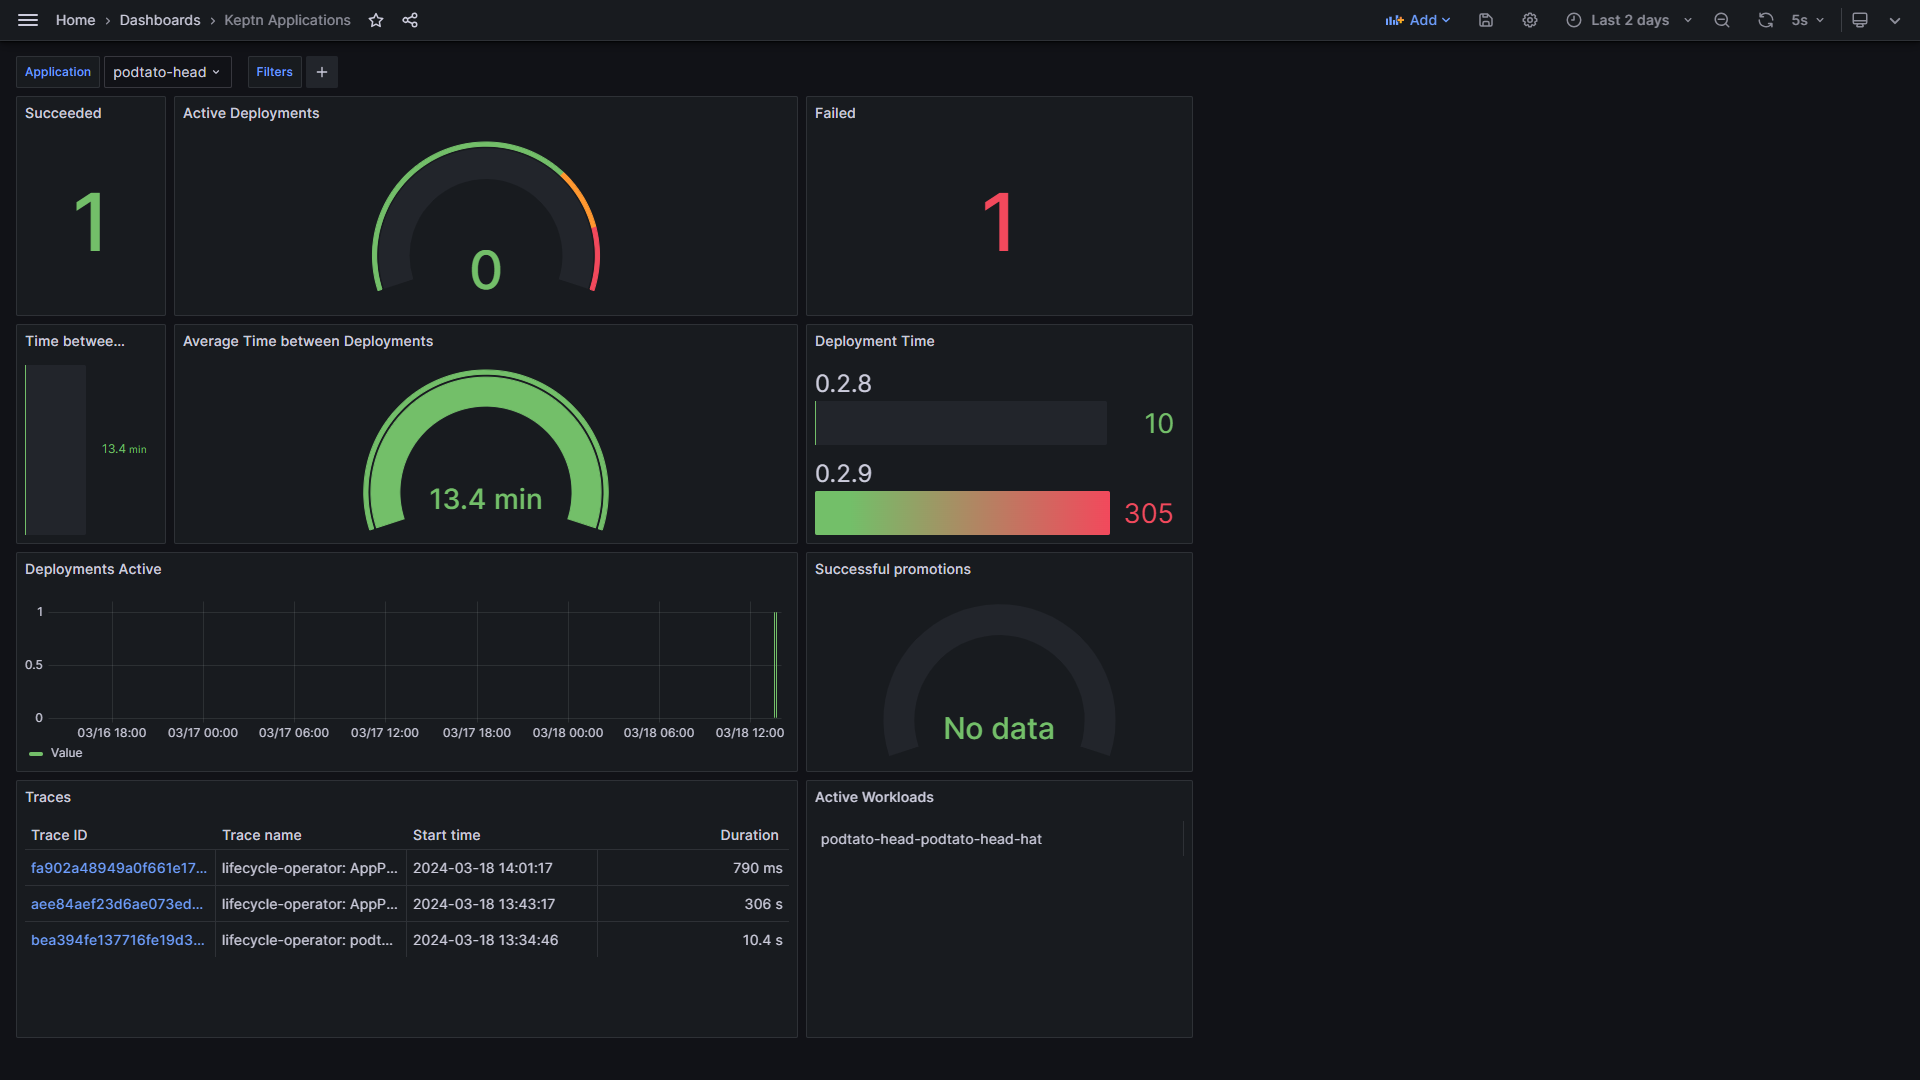 Home › Dashboards › Keptn Applications
Add
Last 2 days
5s
Application
podtato-head
Filters
+
Succeeded
1
Active Deployments
0
Failed
1
Time betwee...
13.4 min
Average Time between Deployments
13.4 min
Deployment Time
0.2.8
10
0.2.9
305
Deployments Active
1
0.5
0
03/16 18:00 03/17 00:00 03/17 06:00 03/17 12:00 03/17 18:00 03/18 00:00 03/18 06:00 03/18 12:00
Value
Successful promotions
No data
Traces
Trace ID Trace name Start time Duration
fa902a48949a0f661e17... lifecycle-operator: AppP... 2024-03-18 14:01:17 790 ms
aee84aef23d6ae073ed... lifecycle-operator: AppP... 2024-03-18 13:43:17 306 s
bea394fe137716fe19d3... lifecycle-operator: podt... 2024-03-18 13:34:46 10.4 s
Active Workloads
podtato-head-podtato-head-hat